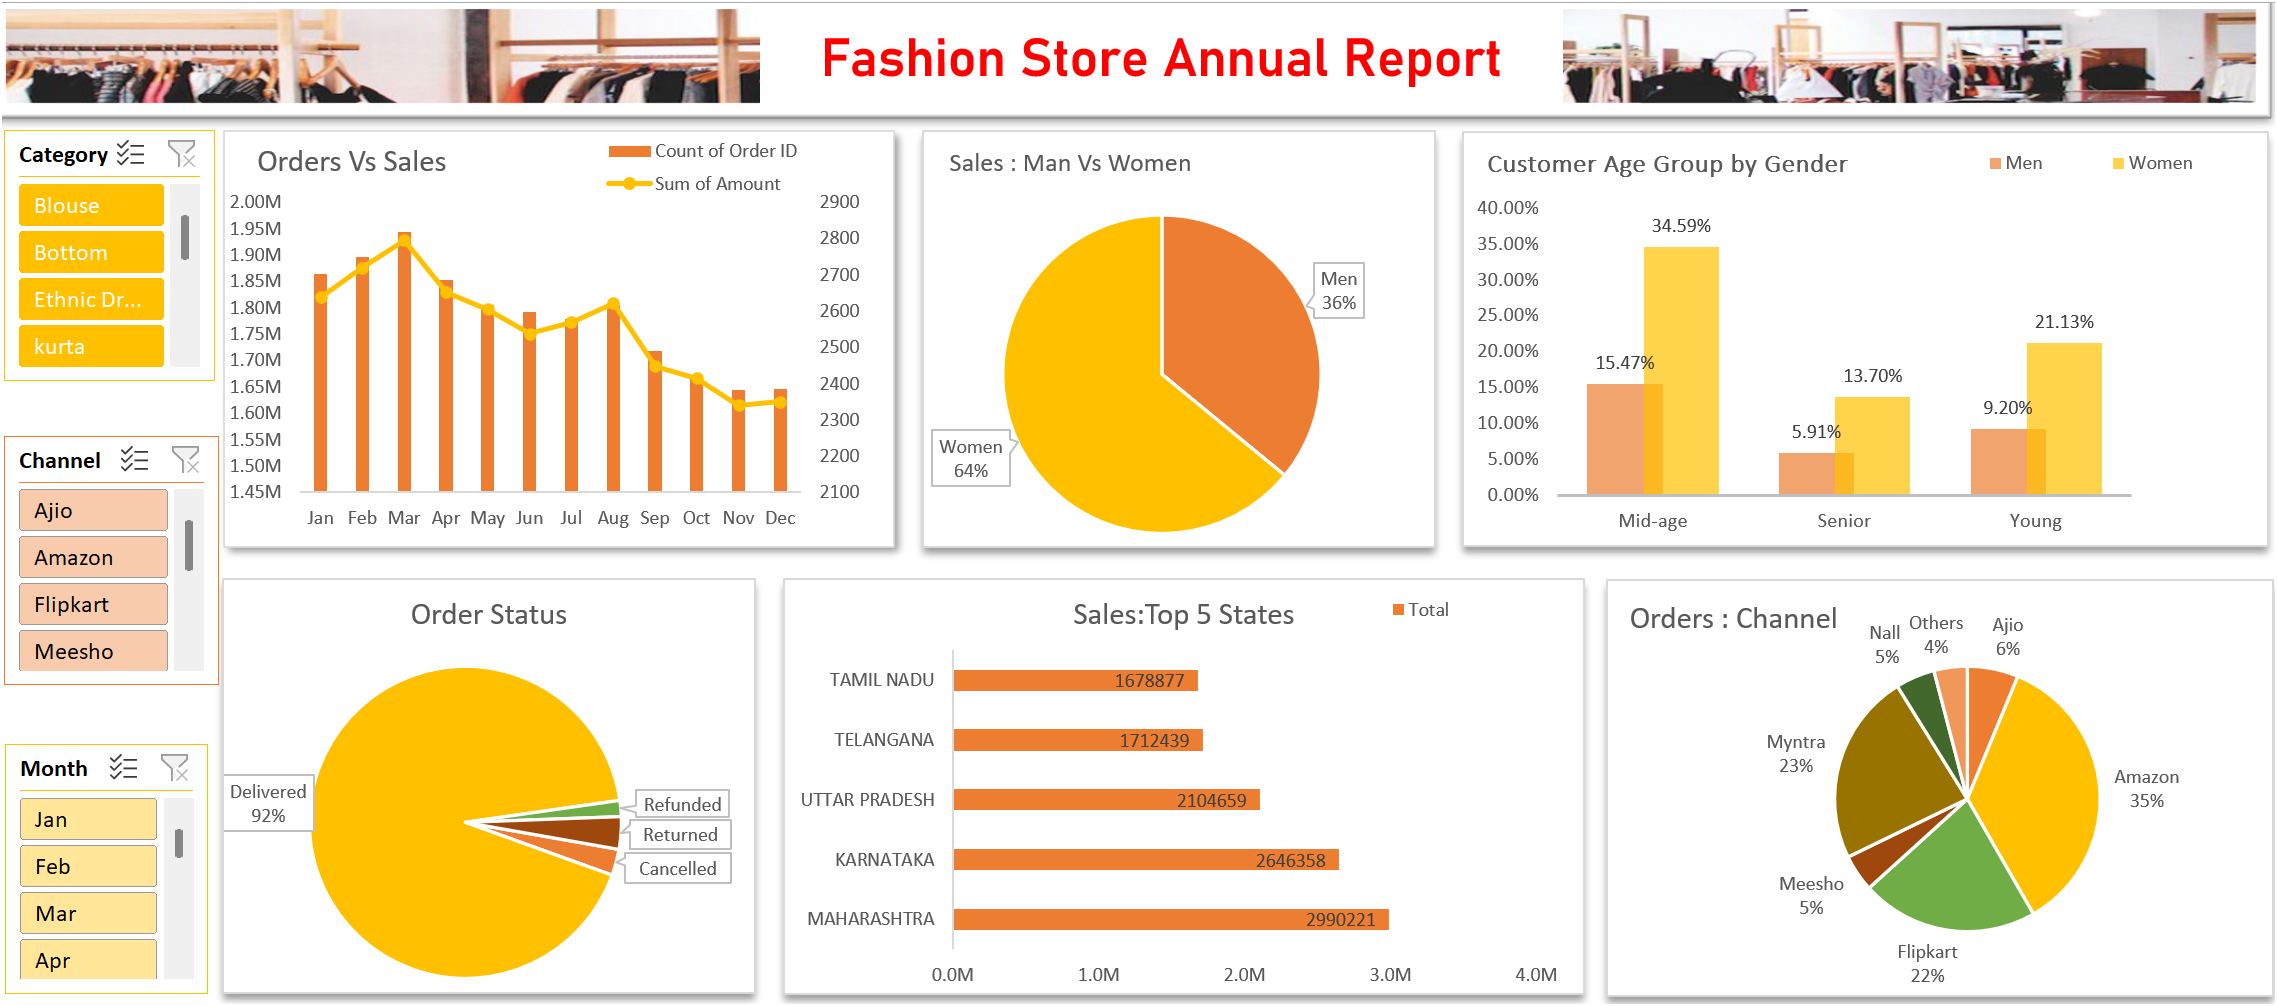 Fashion Store Annual Report
Category
Blouse
Bottom
Ethnic Dr...
kurta
Channel
Ajio
Amazon
Flipkart
Meesho
Month
Jan
Feb
Mar
Apr
Orders Vs Sales
Count of Order ID
Sum of Amount
2.00M
1.95M
1.90M
1.85M
1.80M
1.75M
1.70M
1.65M
1.60M
1.55M
1.50M
1.45M
2900
2800
2700
2600
2500
2400
2300
2200
2100
Jan Feb Mar Apr May Jun Jul Aug Sep Oct Nov Dec
Sales : Man Vs Women
Men
36%
Women
64%
Customer Age Group by Gender
Men Women
40.00%
35.00%
30.00%
25.00%
20.00%
15.00%
10.00%
5.00%
0.00%
15.47%
34.59%
5.91%
13.70%
9.20%
21.13%
Mid-age Senior Young
Order Status
Delivered
92%
Refunded
Returned
Cancelled
Sales:Top 5 States
Total
TAMIL NADU 1678877
TELANGANA 1712439
UTTAR PRADESH 2104659
KARNATAKA 2646358
MAHARASHTRA 2990221
0.0M 1.0M 2.0M 3.0M 4.0M
Orders : Channel
Nall
5%
Others
4%
Ajio
6%
Myntra
23%
Amazon
35%
Meesho
5%
Flipkart
22%